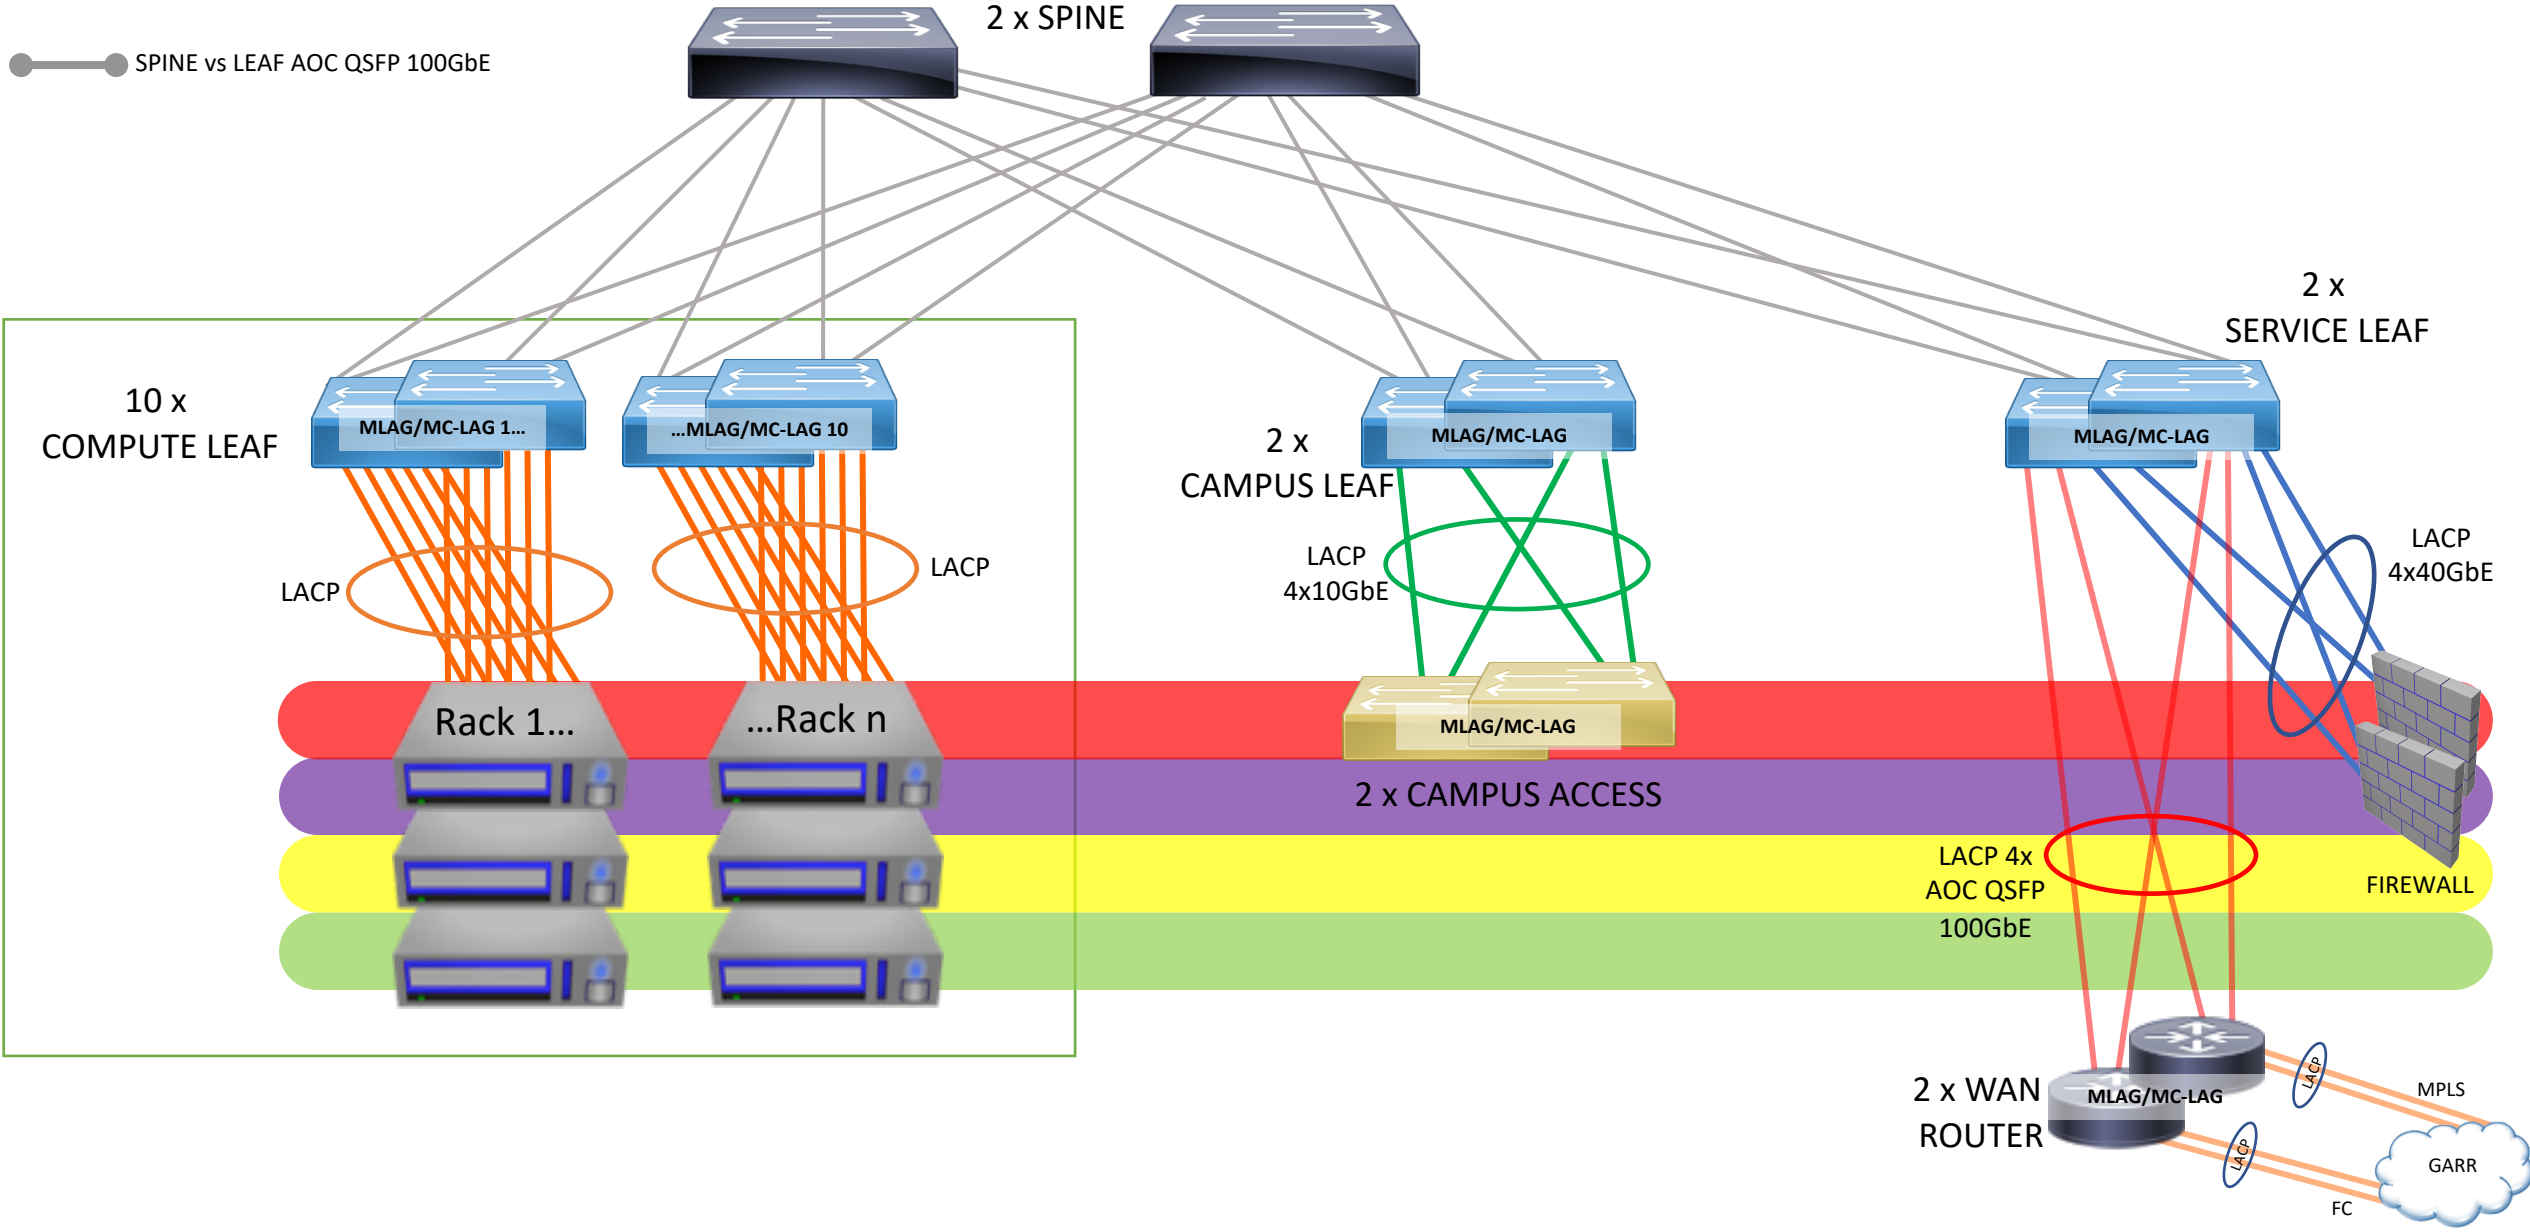 2 x SPINE
SPINE vs LEAF AOC QSFP 100GbE
2 x
SERVICE LEAF
10 x
COMPUTE LEAF
MLAG/MC-LAG 1...
...MLAG/MC-LAG 10
2 x
CAMPUS LEAF
MLAG/MC-LAG
MLAG/MC-LAG
LACP
LACP
LACP
4x10GbE
LACP
4x40GbE
Rack 1...
...Rack n
MLAG/MC-LAG
2 x CAMPUS ACCESS
LACP 4x
AOC QSFP
100GbE
FIREWALL
2 x WAN
ROUTER
MLAG/MC-LAG
LACP
MPLS
LACP
GARR
FC